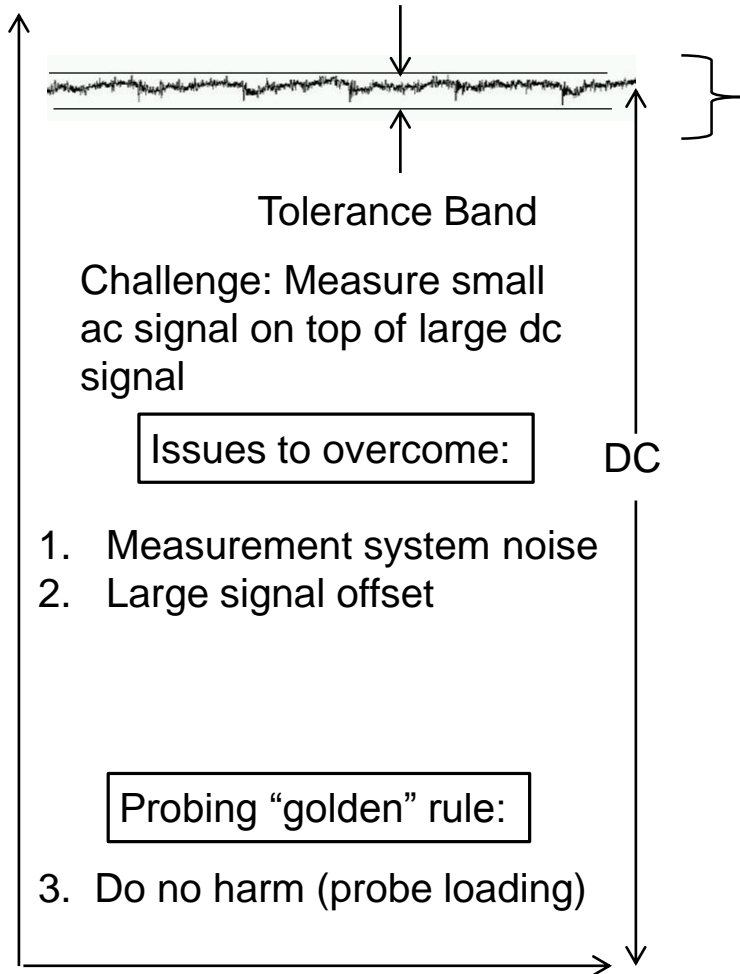 Tolerance Band
Challenge: Measure small
ac signal on top of large dc
signal
Issues to overcome:
DC
1. Measurement system noise
2. Large signal offset
Probing “golden” rule:
3. Do no harm (probe loading)